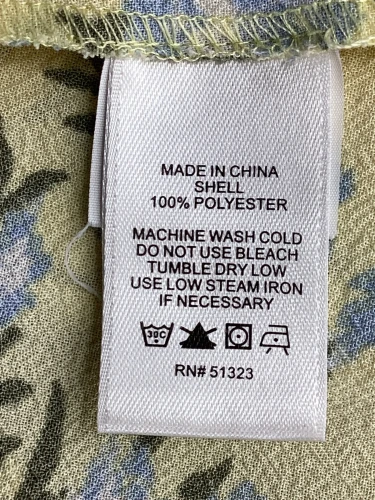 MADE IN CHINA
SHELL
100% POLYESTER
MACHINE WASH COLD
DO NOT USE BLEACH
TUMBLE DRY LOW
USE LOW STEAM IRON
IF NECESSARY
30C
RN# 51323